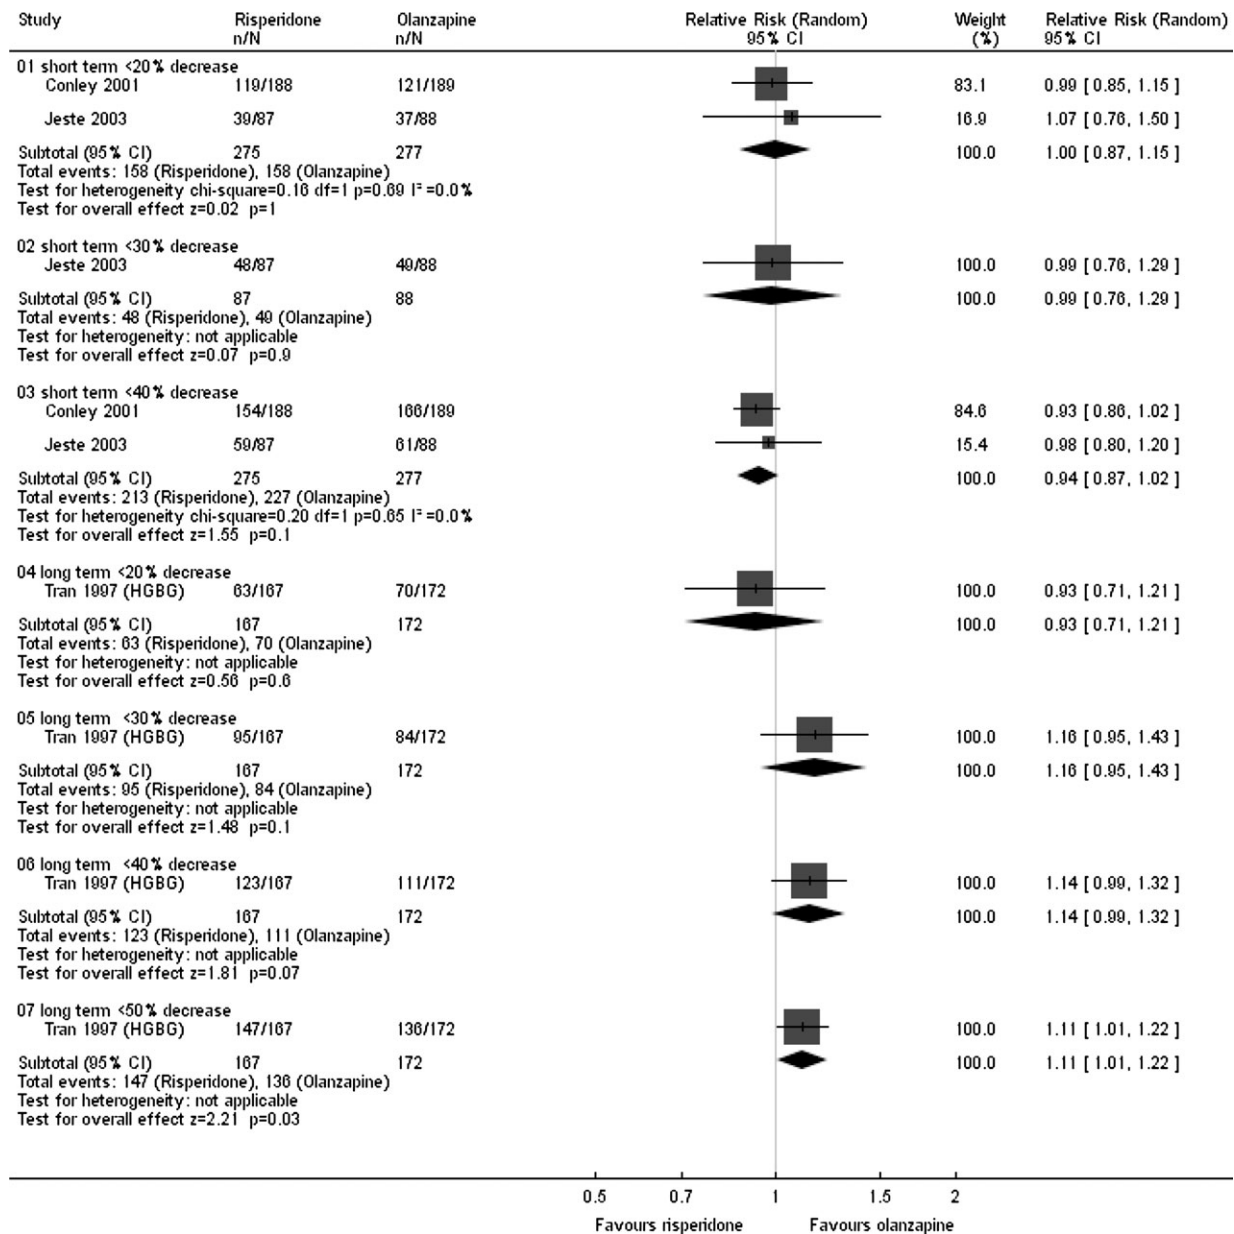 Study Risperidone Olanzapine Relative Risk (Random) Weight Relative Risk (Random)
n/N n/N 95% CI (%) 95% CI
01 short term <20% decrease
Conley 2001 119/188 121/189 83.1 0.99 [ 0.85, 1.15 ]
Jeste 2003 39/87 37/88 16.9 1.07 [ 0.76, 1.50 ]
Subtotal (95% CI) 275 277 100.0 1.00 [ 0.87, 1.15 ]
Total events: 158 (Risperidone), 158 (Olanzapine)
Test for heterogeneity chi-square=0.16 df=1 p=0.69 I² =0.0%
Test for overall effect z=0.02 p=1
02 short term <30% decrease
Jeste 2003 48/87 49/88 100.0 0.99 [ 0.76, 1.29 ]
Subtotal (95% CI) 87 88 100.0 0.99 [ 0.76, 1.29 ]
Total events: 48 (Risperidone), 49 (Olanzapine)
Test for heterogeneity: not applicable
Test for overall effect z=0.07 p=0.9
03 short term <40% decrease
Conley 2001 154/188 166/189 84.6 0.93 [ 0.86, 1.02 ]
Jeste 2003 59/87 61/88 15.4 0.98 [ 0.80, 1.20 ]
Subtotal (95% CI) 275 277 100.0 0.94 [ 0.87, 1.02 ]
Total events: 213 (Risperidone), 227 (Olanzapine)
Test for heterogeneity chi-square=0.20 df=1 p=0.65 I² =0.0%
Test for overall effect z=1.55 p=0.1
04 long term <20% decrease
Tran 1997 (HGBG) 63/167 70/172 100.0 0.93 [ 0.71, 1.21 ]
Subtotal (95% CI) 167 172 100.0 0.93 [ 0.71, 1.21 ]
Total events: 63 (Risperidone), 70 (Olanzapine)
Test for heterogeneity: not applicable
Test for overall effect z=0.56 p=0.6
05 long term <30% decrease
Tran 1997 (HGBG) 95/167 84/172 100.0 1.16 [ 0.95, 1.43 ]
Subtotal (95% CI) 167 172 100.0 1.16 [ 0.95, 1.43 ]
Total events: 95 (Risperidone), 84 (Olanzapine)
Test for heterogeneity: not applicable
Test for overall effect z=1.48 p=0.1
06 long term <40% decrease
Tran 1997 (HGBG) 123/167 111/172 100.0 1.14 [ 0.99, 1.32 ]
Subtotal (95% CI) 167 172 100.0 1.14 [ 0.99, 1.32 ]
Total events: 123 (Risperidone), 111 (Olanzapine)
Test for heterogeneity: not applicable
Test for overall effect z=1.81 p=0.07
07 long term <50% decrease
Tran 1997 (HGBG) 147/167 136/172 100.0 1.11 [ 1.01, 1.22 ]
Subtotal (95% CI) 167 172 100.0 1.11 [ 1.01, 1.22 ]
Total events: 147 (Risperidone), 136 (Olanzapine)
Test for heterogeneity: not applicable
Test for overall effect z=2.21 p=0.03
0.5 0.7 1 1.5 2
Favours risperidone Favours olanzapine